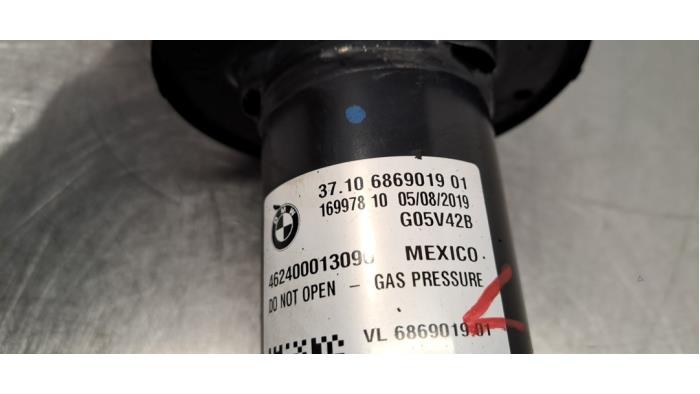 37.10 6869019 01
169978 10 05/08/2019
G05V42B
BMW
MEXICO
DO NOT OPEN - GAS PRESSURE
VL 6869019.01